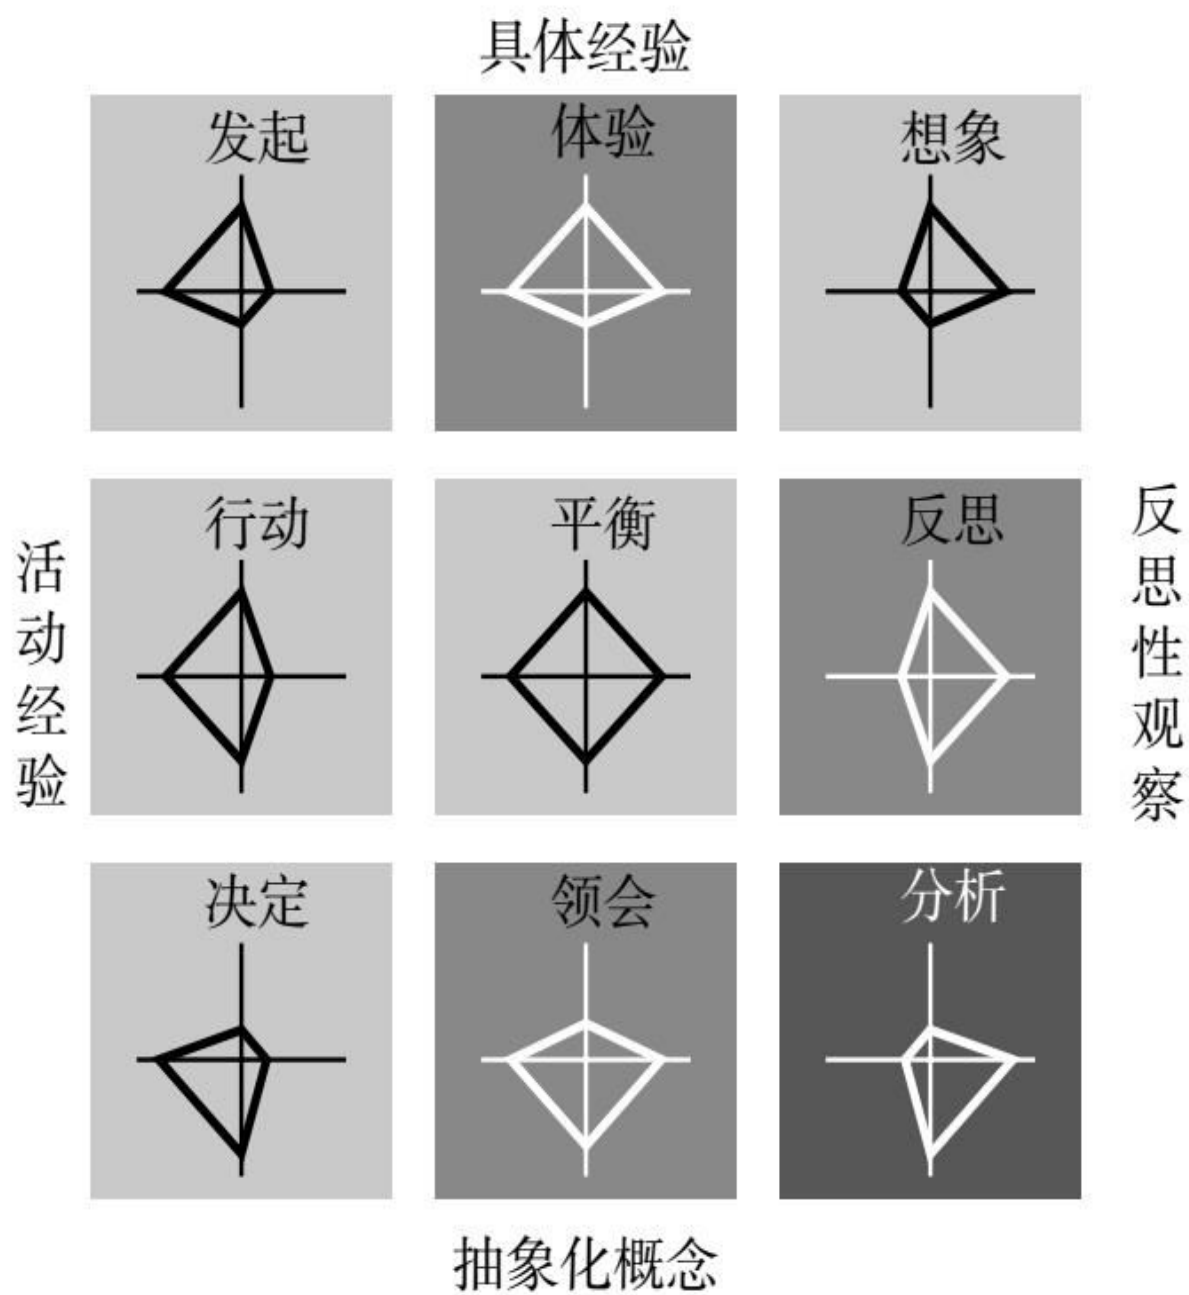 具体经验
发起
体验
想象
行动
平衡
反思
活动经验
反思性观察
决定
领会
分析
抽象化概念